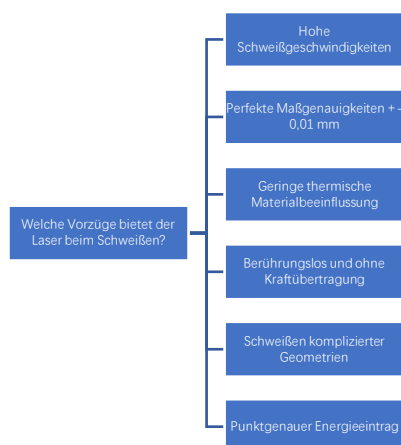 Hohe
Schweißgeschwindigkeiten
Perfekte Maßgenauigkeiten + -
0,01 mm
Geringe thermische
Materialbeeinflussung
Welche Vorzüge bietet der
Laser beim Schweißen?
Berührungslos und ohne
Kraftübertragung
Schweißen komplizierter
Geometrien
Punktgenauer Energieeintrag